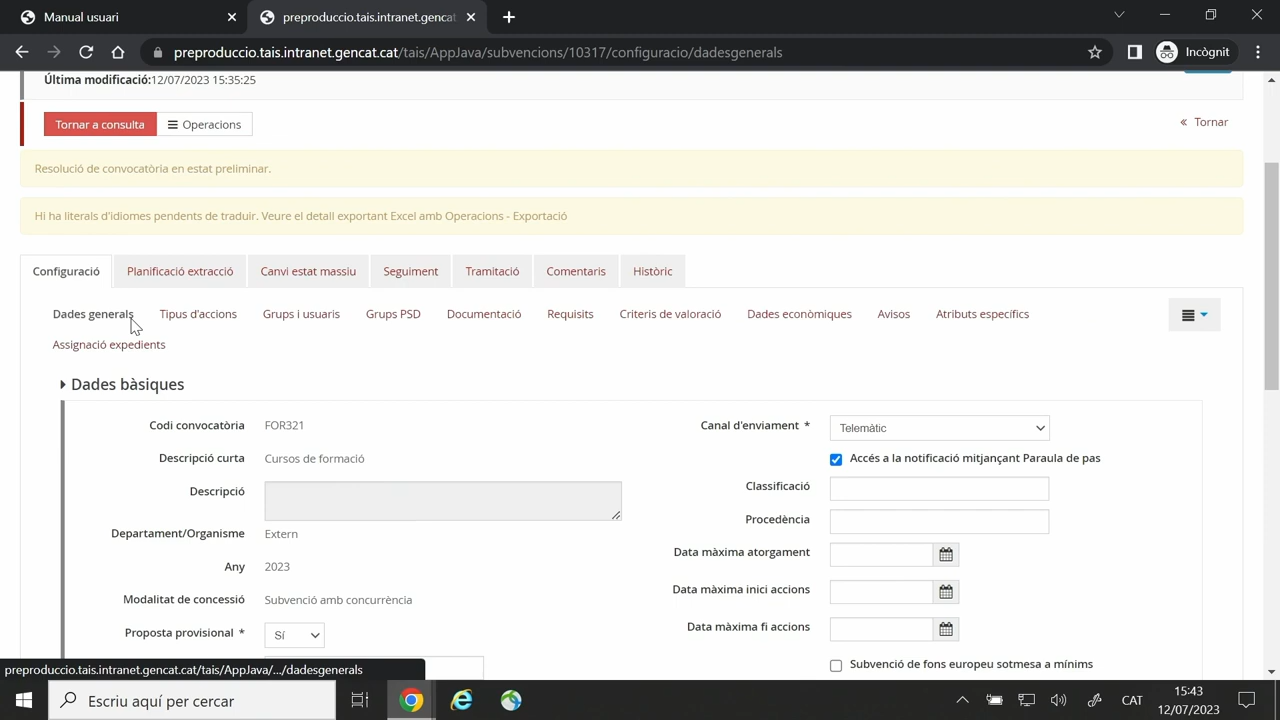 Manual usuari
preproduccio.tais.intranet.gencat
preproduccio.tais.intranet.gencat.cat/tais/AppJava/subvencions/10317/configuracio/dadesgenerals
Incògnit
Última modificació:12/07/2023 15:35:25
Tornar a consulta
Operacions
« Tornar
Resolució de convocatòria en estat preliminar.
Hi ha literals d'idiomes pendents de traduir. Veure el detall exportant Excel amb Operacions - Exportació
Configuració Planificació extracció Canvi estat massiu Seguiment Tramitació Comentaris Històric
Dades generals Tipus d'accions Grups i usuaris Grups PSD Documentació Requisits Criteris de valoració Dades econòmiques Avisos Atributs específics
Assignació expedients
Dades bàsiques
Codi convocatòria FOR321
Descripció curta Cursos de formació
Descripció
Departament/Organisme Extern
Any 2023
Modalitat de concessió Subvenció amb concurrència
Proposta provisional * Sí
Canal d'enviament * Telemàtic
Accés a la notificació mitjançant Paraula de pas
Classificació
Procedència
Data màxima atorgament
Data màxima inici accions
Data màxima fi accions
Subvenció de fons europeu sotmesa a mínims
preproduccio.tais.intranet.gencat.cat/tais/AppJava/.../dadesgenerals
Escriu aquí per cercar
CAT
15:43
12/07/2023